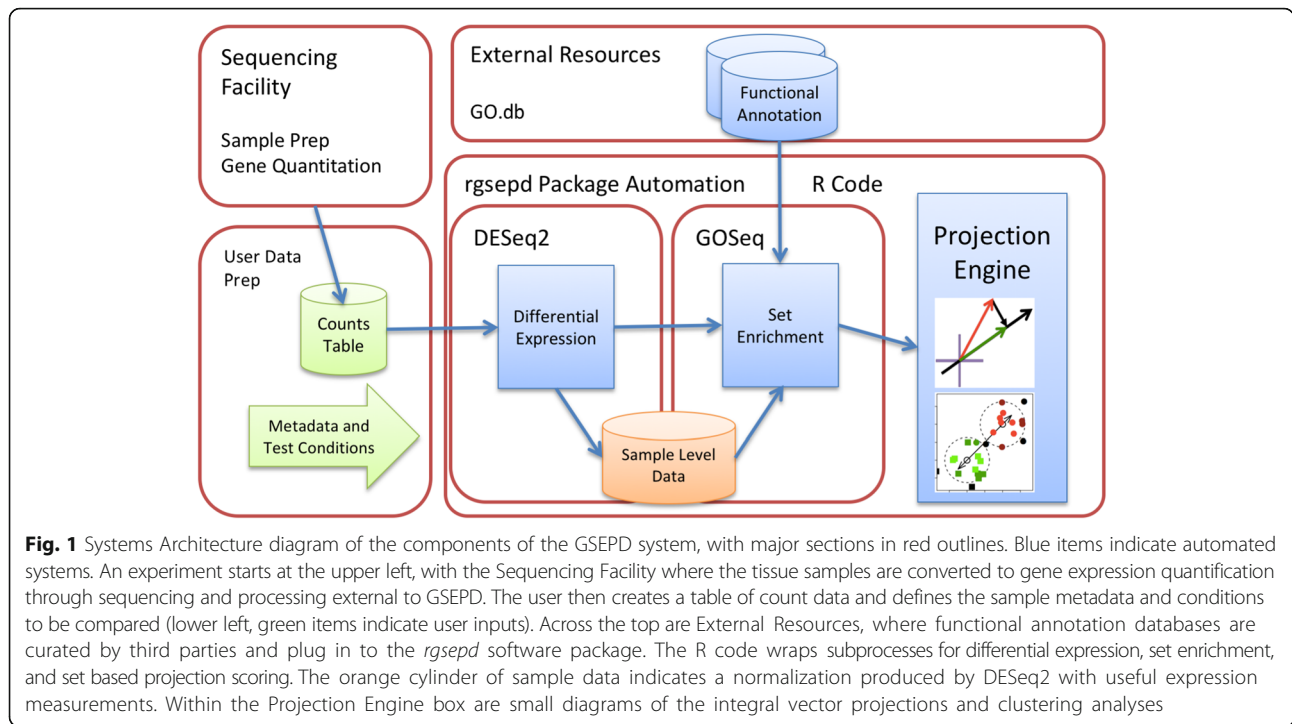 Sequencing
Facility
Sample Prep
Gene Quantitation
External Resources
GO.db
Functional
Annotation
rgsepd Package Automation
R Code
User Data
Prep
Counts
Table
Metadata and
Test Conditions
DESeq2
Differential
Expression
GOSeq
Set
Enrichment
Sample Level
Data
Projection
Engine
Fig. 1 Systems Architecture diagram of the components of the GSEPD system, with major sections in red outlines. Blue items indicate automated
systems. An experiment starts at the upper left, with the Sequencing Facility where the tissue samples are converted to gene expression quantification
through sequencing and processing external to GSEPD. The user then creates a table of count data and defines the sample metadata and conditions
to be compared (lower left, green items indicate user inputs). Across the top are External Resources, where functional annotation databases are
curated by third parties and plug in to the rgsepd software package. The R code wraps subprocesses for differential expression, set enrichment,
and set based projection scoring. The orange cylinder of sample data indicates a normalization produced by DESeq2 with useful expression
measurements. Within the Projection Engine box are small diagrams of the integral vector projections and clustering analyses